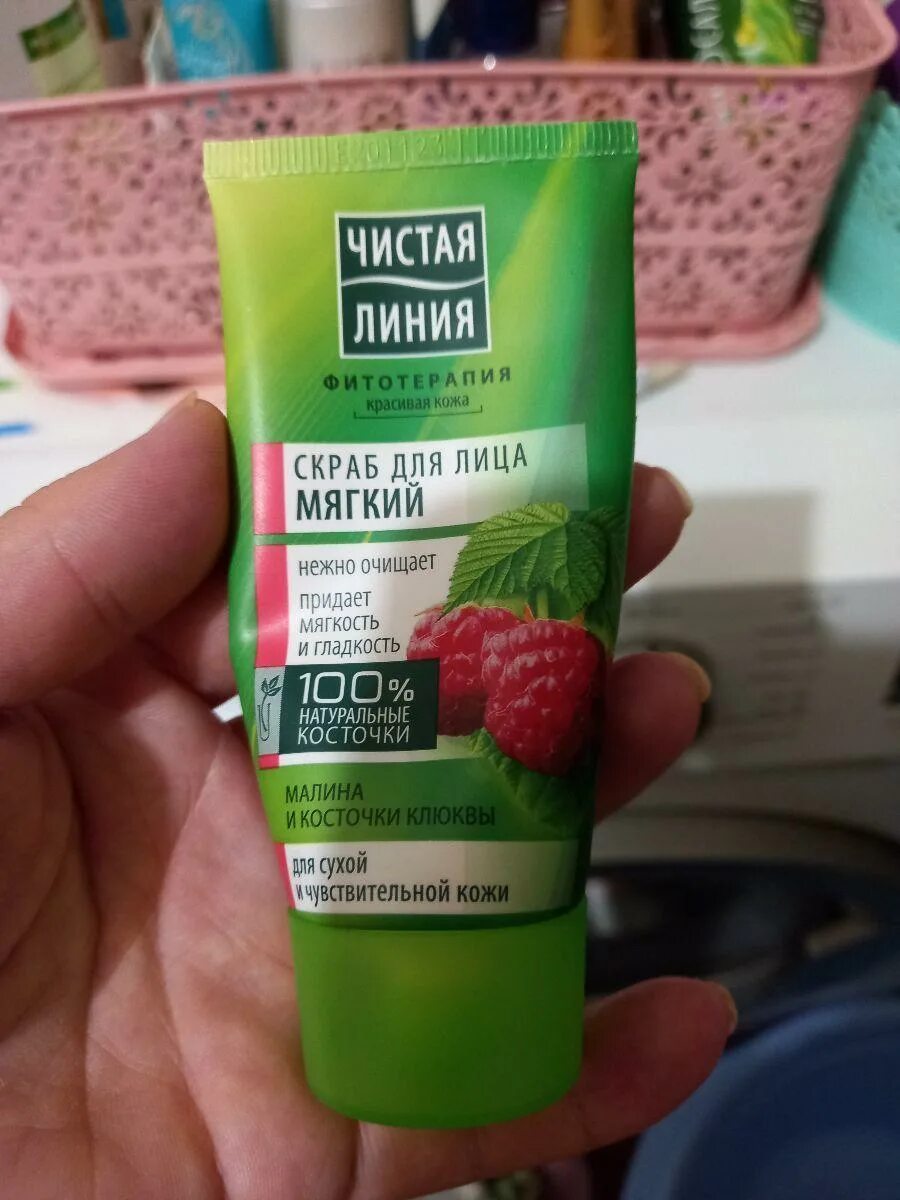 ЧИСТАЯ
ЛИНИЯ
ФИТОТЕРАПИЯ
красивая кожа
СКРАБ ДЛЯ ЛИЦА
МЯГКИЙ
нежно очищает
придает
мягкость
и гладкость
100%
НАТУРАЛЬНЫЕ
КОСТОЧКИ
МАЛИНА
И КОСТОЧКИ КЛЮКВЫ
для сухой
и чувствительной кожи